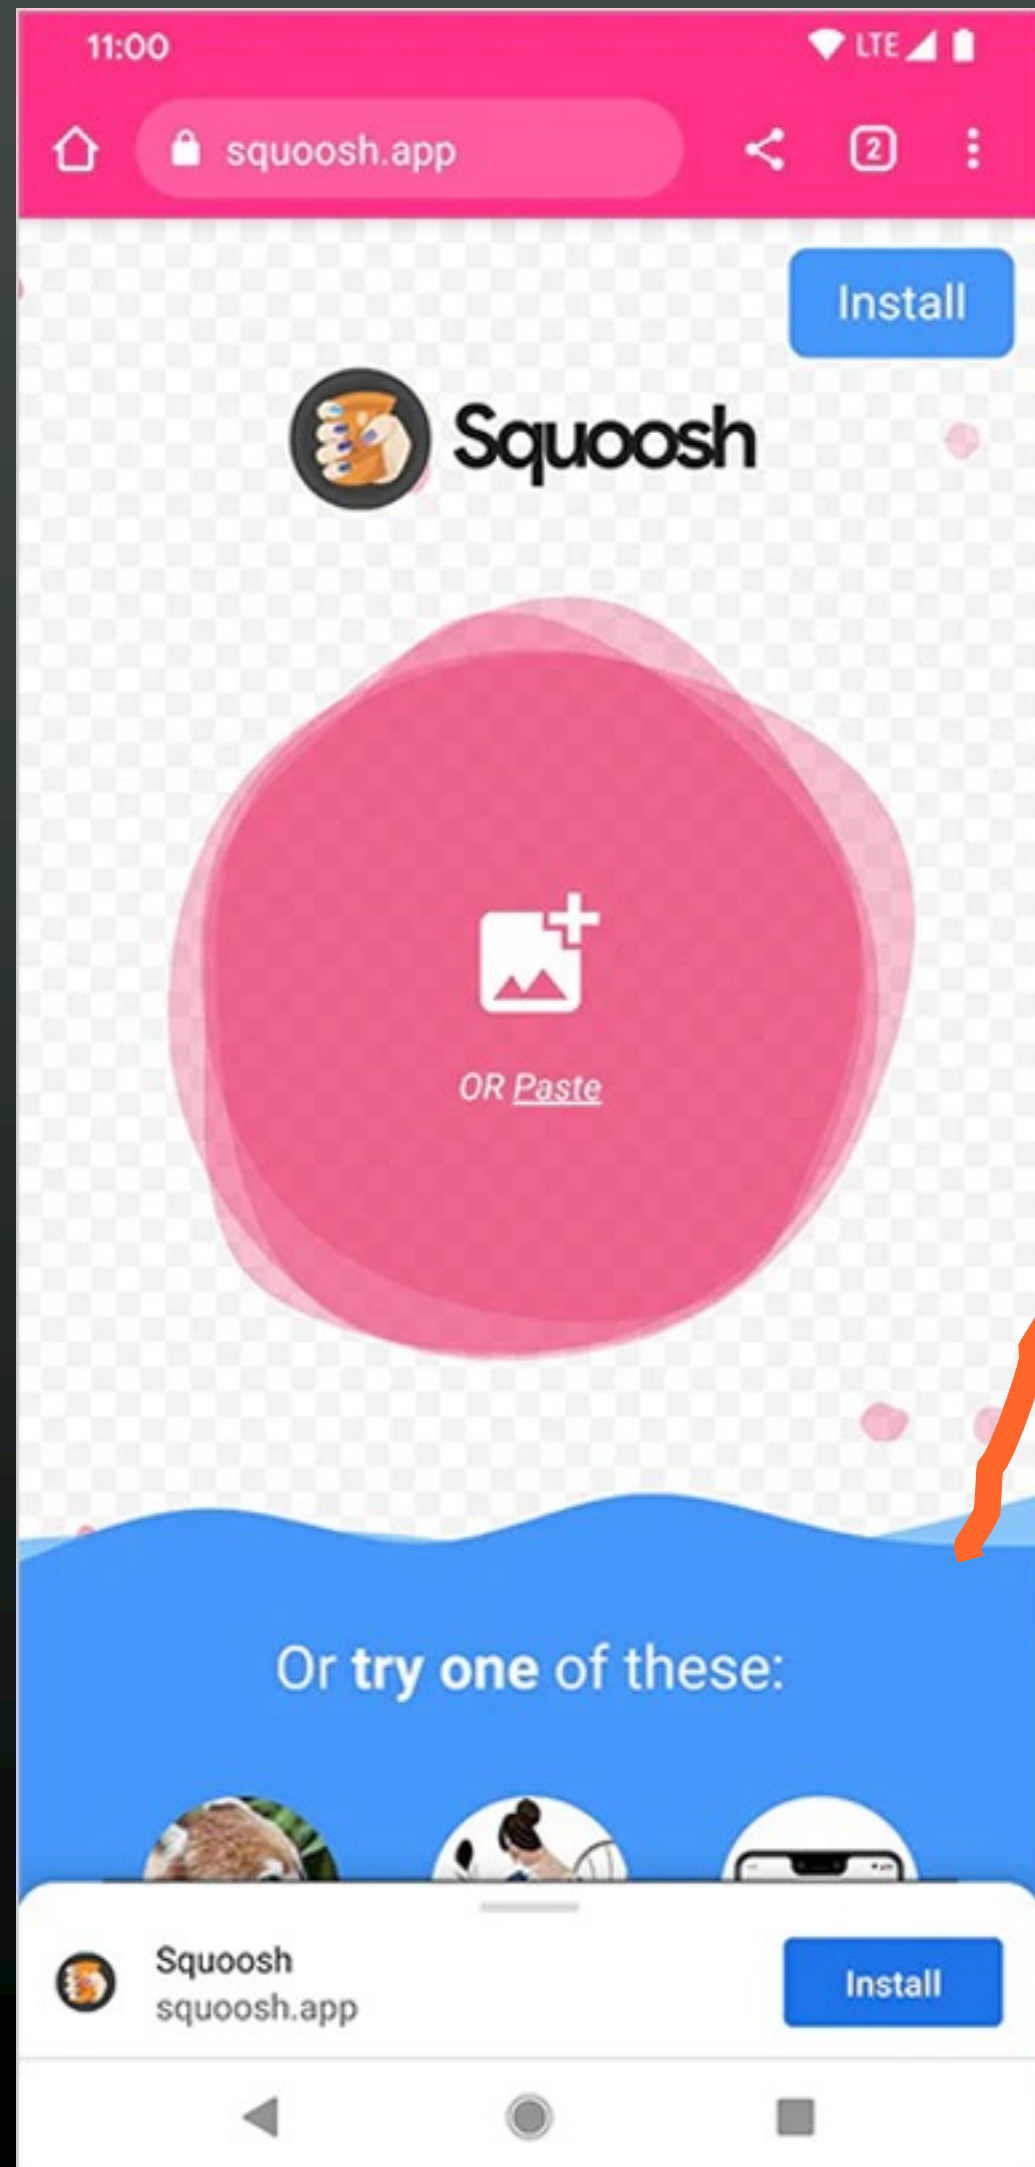 11:00
LTE
squoosh.app
2
Install
Squoosh
OR Paste
Or try one of these:
Squoosh
squoosh.app
Install